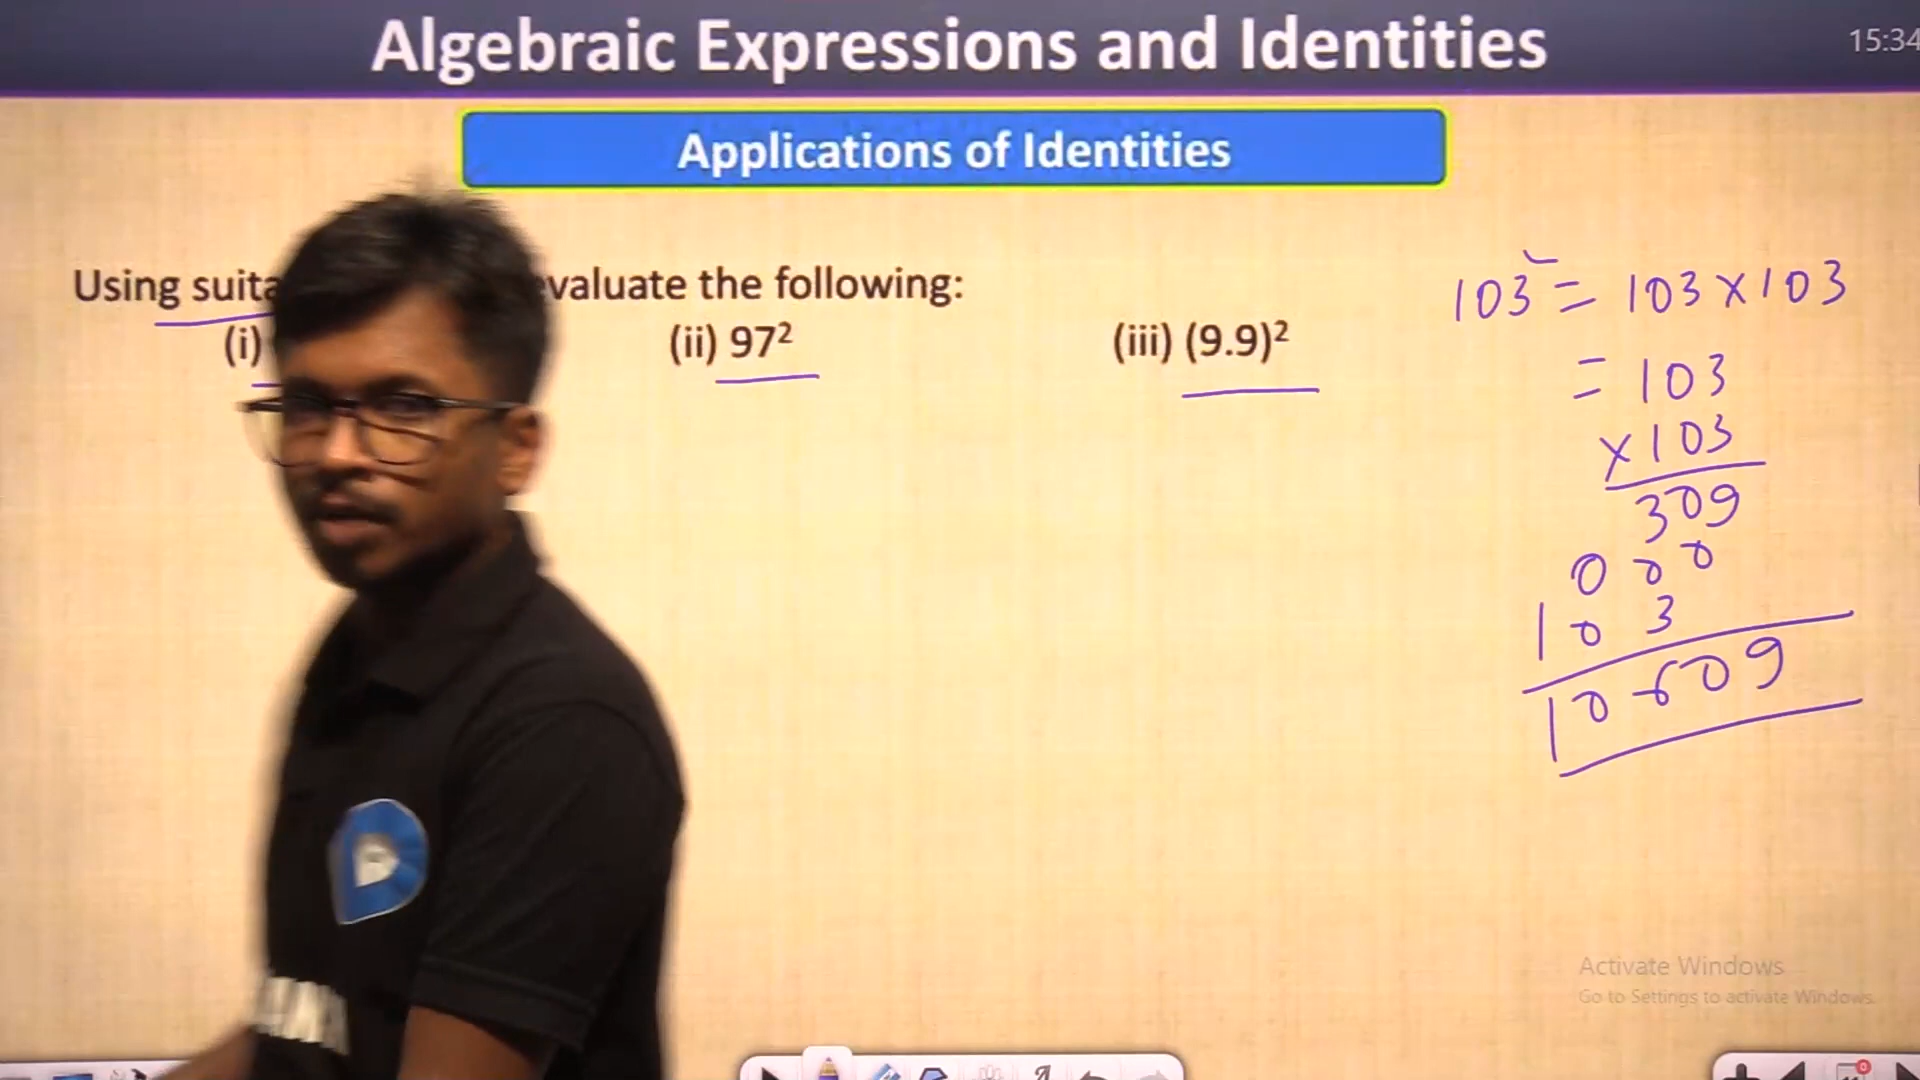 Algebraic Expressions and Identities
15:34
Applications of Identities
Using evaluate the following:
(i)
(ii) 97²
(iii) (9.9)²
103² = 103 × 103
= 103
× 103
309
000
103
10609
Activate Windows
Go to Settings to activate Windows.